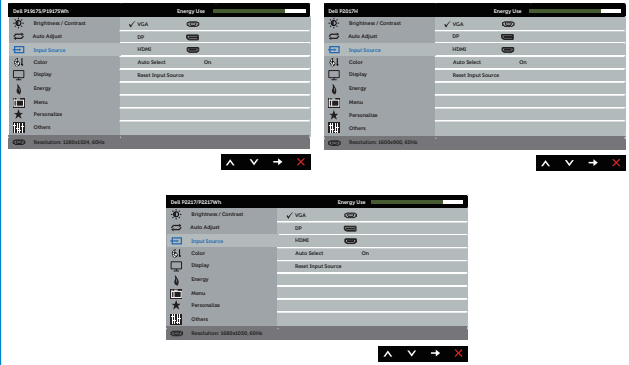 Dell P1917S/P1917SWh Energy Use
Brightness / Contrast
VGA
Auto Adjust
DP
Input Source
HDMI
Color
Auto Select On
Display
Reset Input Source
Energy
Menu
Personalize
Others
Resolution: 1280x1024, 60Hz
Dell P2017H Energy Use
Brightness / Contrast
VGA
Auto Adjust
DP
Input Source
HDMI
Color
Auto Select On
Display
Reset Input Source
Energy
Menu
Personalize
Others
Resolution: 1600x900, 60Hz
Dell P2217/P2217Wh Energy Use
Brightness / Contrast
VGA
Auto Adjust
DP
Input Source
HDMI
Color
Auto Select On
Display
Reset Input Source
Energy
Menu
Personalize
Others
Resolution: 1680x1050, 60Hz